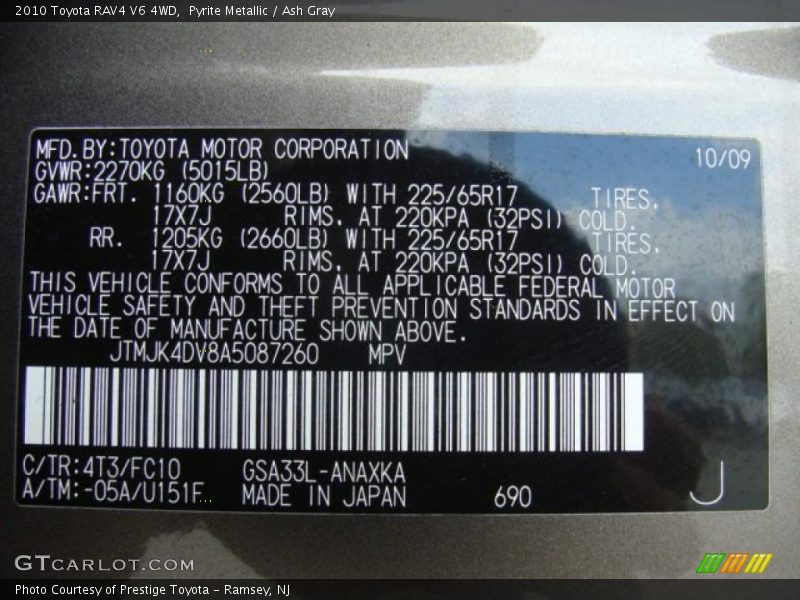 2010 Toyota RAV4 V6 4WD, Pyrite Metallic / Ash Gray
MFD.BY:TOYOTA MOTOR CORPORATION 10/09
GVWR:2270KG (5015LB)
GAWR:FRT. 1160KG (2560LB) WITH 225/65R17 TIRES.
17X7J RIMS. AT 220KPA (32PSI) COLD.
RR. 1205KG (2660LB) WITH 225/65R17 TIRES.
17X7J RIMS. AT 220KPA (32PSI) COLD.
THIS VEHICLE CONFORMS TO ALL APPLICABLE FEDERAL MOTOR
VEHICLE SAFETY AND THEFT PREVENTION STANDARDS IN EFFECT ON
THE DATE OF MANUFACTURE SHOWN ABOVE.
JTMJK4DV8A5087260 MPV
C/TR:4T3/FC10 GSA33L-ANAXKA
A/TM:-05A/U151F MADE IN JAPAN 690 J
GTCARLOT.COM
Photo Courtesy of Prestige Toyota - Ramsey, NJ